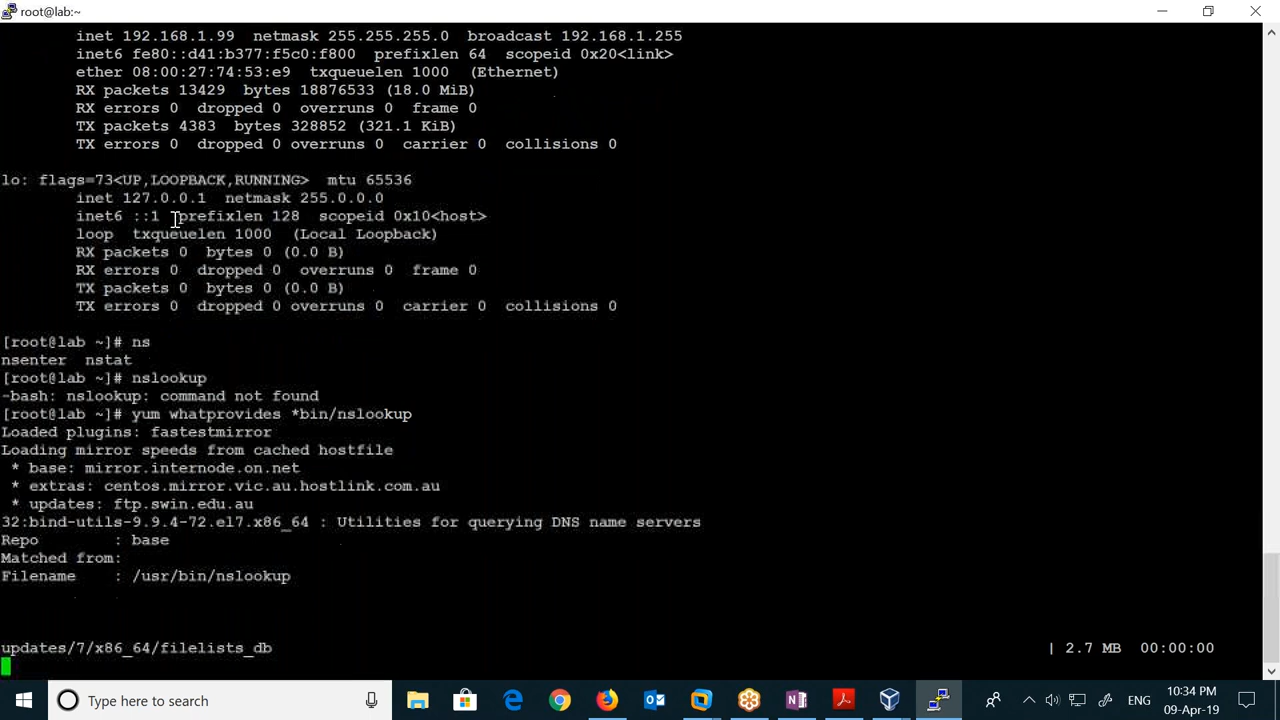 root@lab:~
inet 192.168.1.99 netmask 255.255.255.0 broadcast 192.168.1.255
inet6 fe80::d41:b377:f5c0:f800 prefixlen 64 scopeid 0x20<link>
ether 08:00:27:74:53:e9 txqueuelen 1000 (Ethernet)
RX packets 13429 bytes 18876533 (18.0 MiB)
RX errors 0 dropped 0 overruns 0 frame 0
TX packets 4383 bytes 328852 (321.1 KiB)
TX errors 0 dropped 0 overruns 0 carrier 0 collisions 0
lo: flags=73<UP,LOOPBACK,RUNNING> mtu 65536
inet 127.0.0.1 netmask 255.0.0.0
inet6 ::1 prefixlen 128 scopeid 0x10<host>
loop txqueuelen 1000 (Local Loopback)
RX packets 0 bytes 0 (0.0 B)
RX errors 0 dropped 0 overruns 0 frame 0
TX packets 0 bytes 0 (0.0 B)
TX errors 0 dropped 0 overruns 0 carrier 0 collisions 0
[root@lab ~]# ns
nsenter nstat
[root@lab ~]# nslookup
-bash: nslookup: command not found
[root@lab ~]# yum whatprovides *bin/nslookup
Loaded plugins: fastestmirror
Loading mirror speeds from cached hostfile
* base: mirror.internode.on.net
* extras: centos.mirror.vic.au.hostlink.com.au
* updates: ftp.swin.edu.au
32:bind-utils-9.9.4-72.el7.x86_64 : Utilities for querying DNS name servers
Repo : base
Matched from:
Filename : /usr/bin/nslookup
updates/7/x86_64/filelists_db | 2.7 MB 00:00:00
Type here to search
ENG
10:34 PM
09-Apr-19